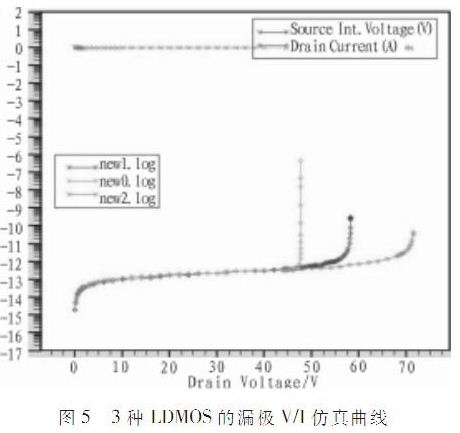 2
1
0
-1
-2
-3
-4
-5
-6
-7
-8
-9
-10
-11
-12
-13
-14
-15
-16
-17
Source Int. Voltage(V)
Drain Current(A)
new1. log
new0. log
new2. log
0 10 20 30 40 50 60 70
Drain Voltage/V
图 5 3 种 LDMOS 的漏极 V/I 仿真曲线